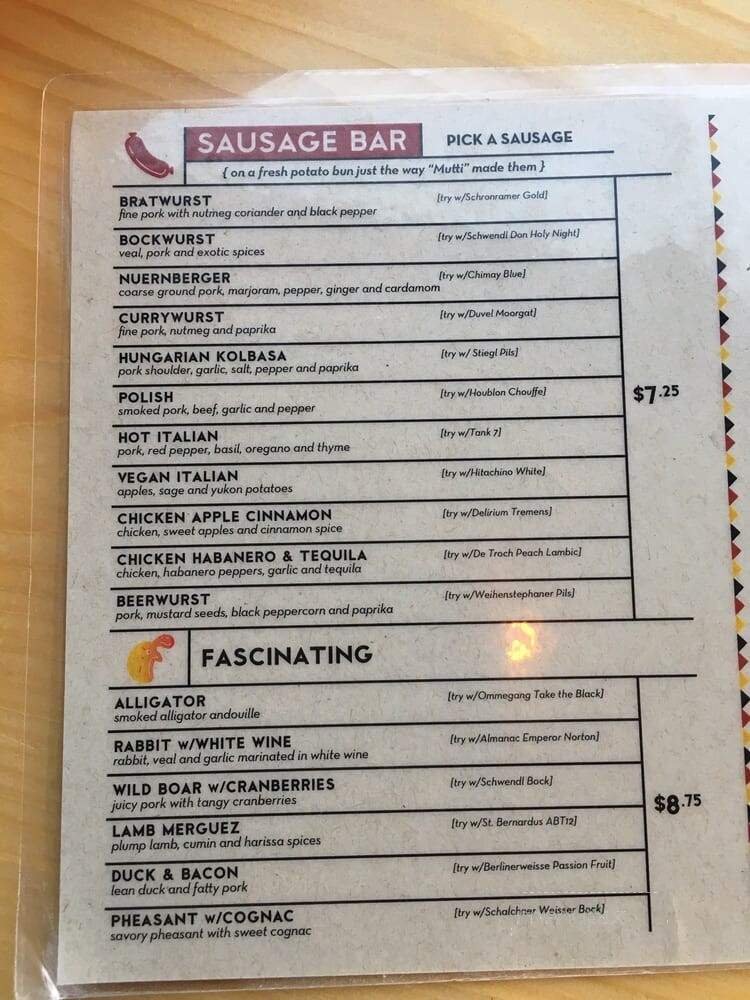 SAUSAGE BAR PICK A SAUSAGE
{ on a fresh potato bun just the way "Mutti" made them }
BRATWURST [try w/Schronramer Gold]
fine pork with nutmeg coriander and black pepper
BOCKWURST [try w/Schwendl Don Holy Night]
veal, pork and exotic spices
NUERNBERGER [try w/Chimay Blue]
coarse ground pork, marjoram, pepper, ginger and cardamom
CURRYWURST [try w/Duvel Moorgat]
fine pork, nutmeg and paprika
HUNGARIAN KOLBASA [try w/ Stiegl Pils]
pork shoulder, garlic, salt, pepper and paprika
POLISH [try w/Houblon Chouffe]
smoked pork, beef, garlic and pepper
$7.25
HOT ITALIAN [try w/Tank 7]
pork, red pepper, basil, oregano and thyme
VEGAN ITALIAN [try w/Hitachino White]
apples, sage and yukon potatoes
CHICKEN APPLE CINNAMON [try w/Delirium Tremens]
chicken, sweet apples and cinnamon spice
CHICKEN HABANERO & TEQUILA [try w/De Troch Peach Lambic]
chicken, habanero peppers, garlic and tequila
BEERWURST [try w/Weihenstephaner Pils]
pork, mustard seeds, black peppercorn and paprika
FASCINATING
ALLIGATOR [try w/Ommegang Take the Black]
smoked alligator andouille
RABBIT w/WHITE WINE [try w/Almanac Emperor Norton]
rabbit, veal and garlic marinated in white wine
WILD BOAR w/CRANBERRIES [try w/Schwendl Bock]
juicy pork with tangy cranberries
$8.75
LAMB MERGUEZ [try w/St. Bernardus ABT12]
plump lamb, cumin and harissa spices
DUCK & BACON [try w/Berlinerweisse Passion Fruit]
lean duck and fatty pork
PHEASANT w/COGNAC [try w/Schalchner Weisser Bock]
savory pheasant with sweet cognac